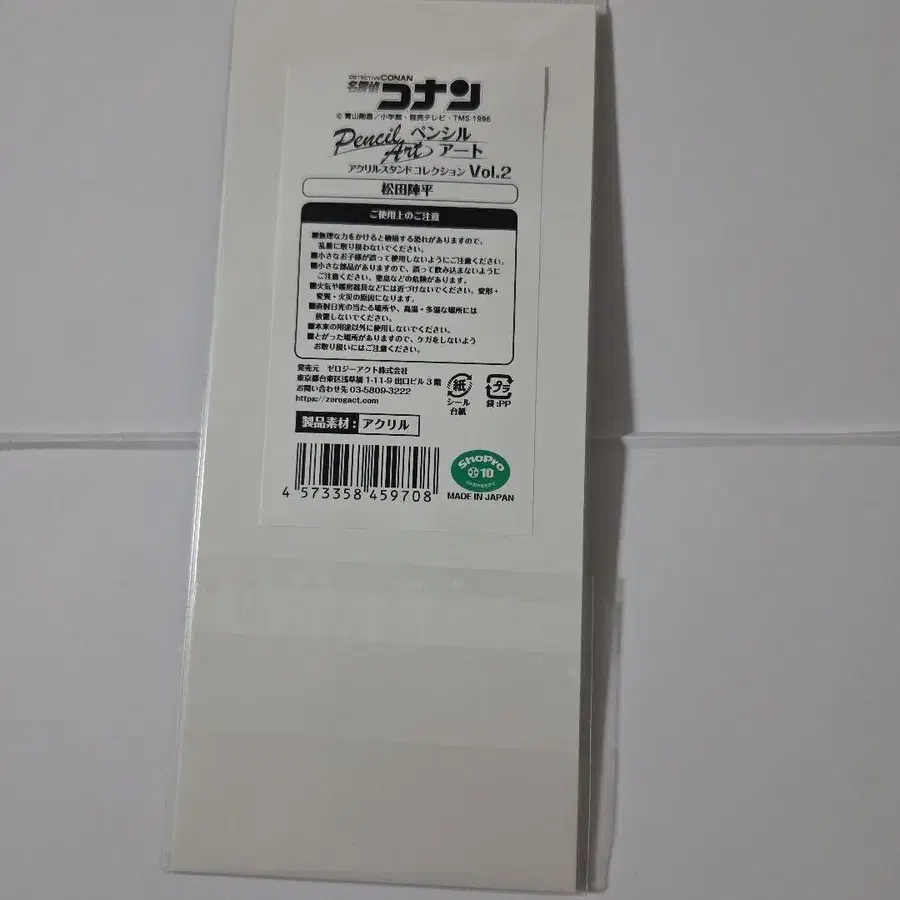 DETECTIVE CONAN
名探偵 コナン
© 青山剛昌／小学館・読売テレビ・TMS 1996
Pencil Art ペンシルアート
アクリルスタンドコレクション Vol.2
松田陣平
ご使用上のご注意
■無理な力をかけると破損する恐れがありますので、
乱暴に取り扱わないでください。
■小さなお子様が誤って使用しないようにご注意ください。
■小さな部品がありますので、誤って飲み込まないように
ご注意ください。窒息などの危険があります。
■火気や暖房器具などには近づけないでください。変形・
変質・火災の原因になります。
■直射日光の当たる場所や、高温・多湿な場所には
放置しないでください。
■本来の用途以外に使用しないでください。
■とがった場所がありますので、ケガをしないよう
お取り扱いにはご注意ください。
発売元 ゼロジーアクト株式会社
東京都台東区浅草橋 1-11-9 出口ビル 3 階
お問い合わせ先 03-5809-3222
https://zerogact.com
紙
シール
台紙
プラ
袋:PP
製品素材： アクリル
4 573358 459708
ShoPro
10
MADE IN JAPAN